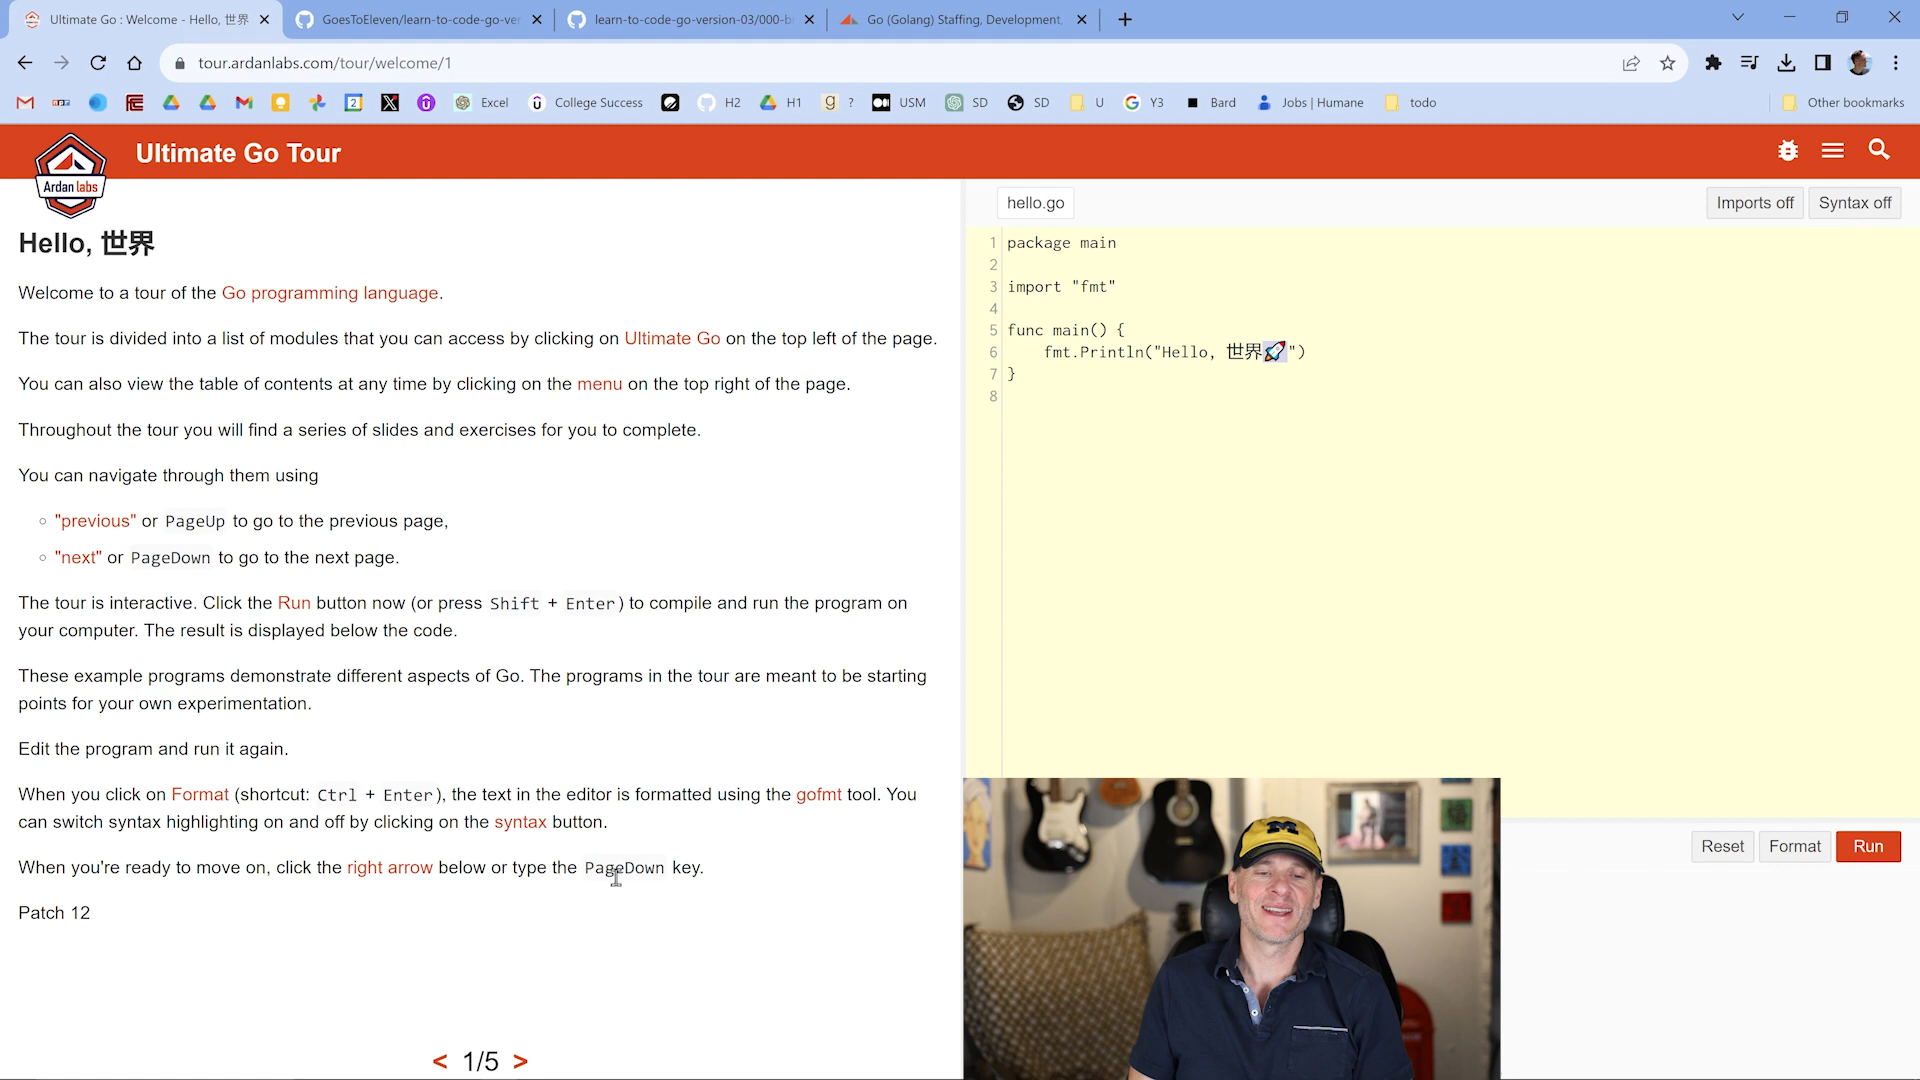 Ultimate Go : Welcome - Hello, 世界
GoesToEleven/learn-to-code-go-ver
learn-to-code-go-version-03/000-b
Go (Golang) Staffing, Development,
tour.ardanlabs.com/tour/welcome/1
Excel
College Success
H2
H1
?
USM
SD
SD
U
Y3
Bard
Jobs | Humane
todo
Other bookmarks
Ardan labs
Ultimate Go Tour
Hello, 世界
Welcome to a tour of the Go programming language.
The tour is divided into a list of modules that you can access by clicking on Ultimate Go on the top left of the page.
You can also view the table of contents at any time by clicking on the menu on the top right of the page.
Throughout the tour you will find a series of slides and exercises for you to complete.
You can navigate through them using
"previous" or PageUp to go to the previous page,
"next" or PageDown to go to the next page.
The tour is interactive. Click the Run button now (or press Shift + Enter) to compile and run the program on
your computer. The result is displayed below the code.
These example programs demonstrate different aspects of Go. The programs in the tour are meant to be starting
points for your own experimentation.
Edit the program and run it again.
When you click on Format (shortcut: Ctrl + Enter), the text in the editor is formatted using the gofmt tool. You
can switch syntax highlighting on and off by clicking on the syntax button.
When you're ready to move on, click the right arrow below or type the PageDown key.
Patch 12
< 1/5 >
hello.go
Imports off
Syntax off
1 package main
2
3 import "fmt"
4
5 func main() {
6 fmt.Println("Hello, 世界🚀")
7 }
8
Reset
Format
Run
M